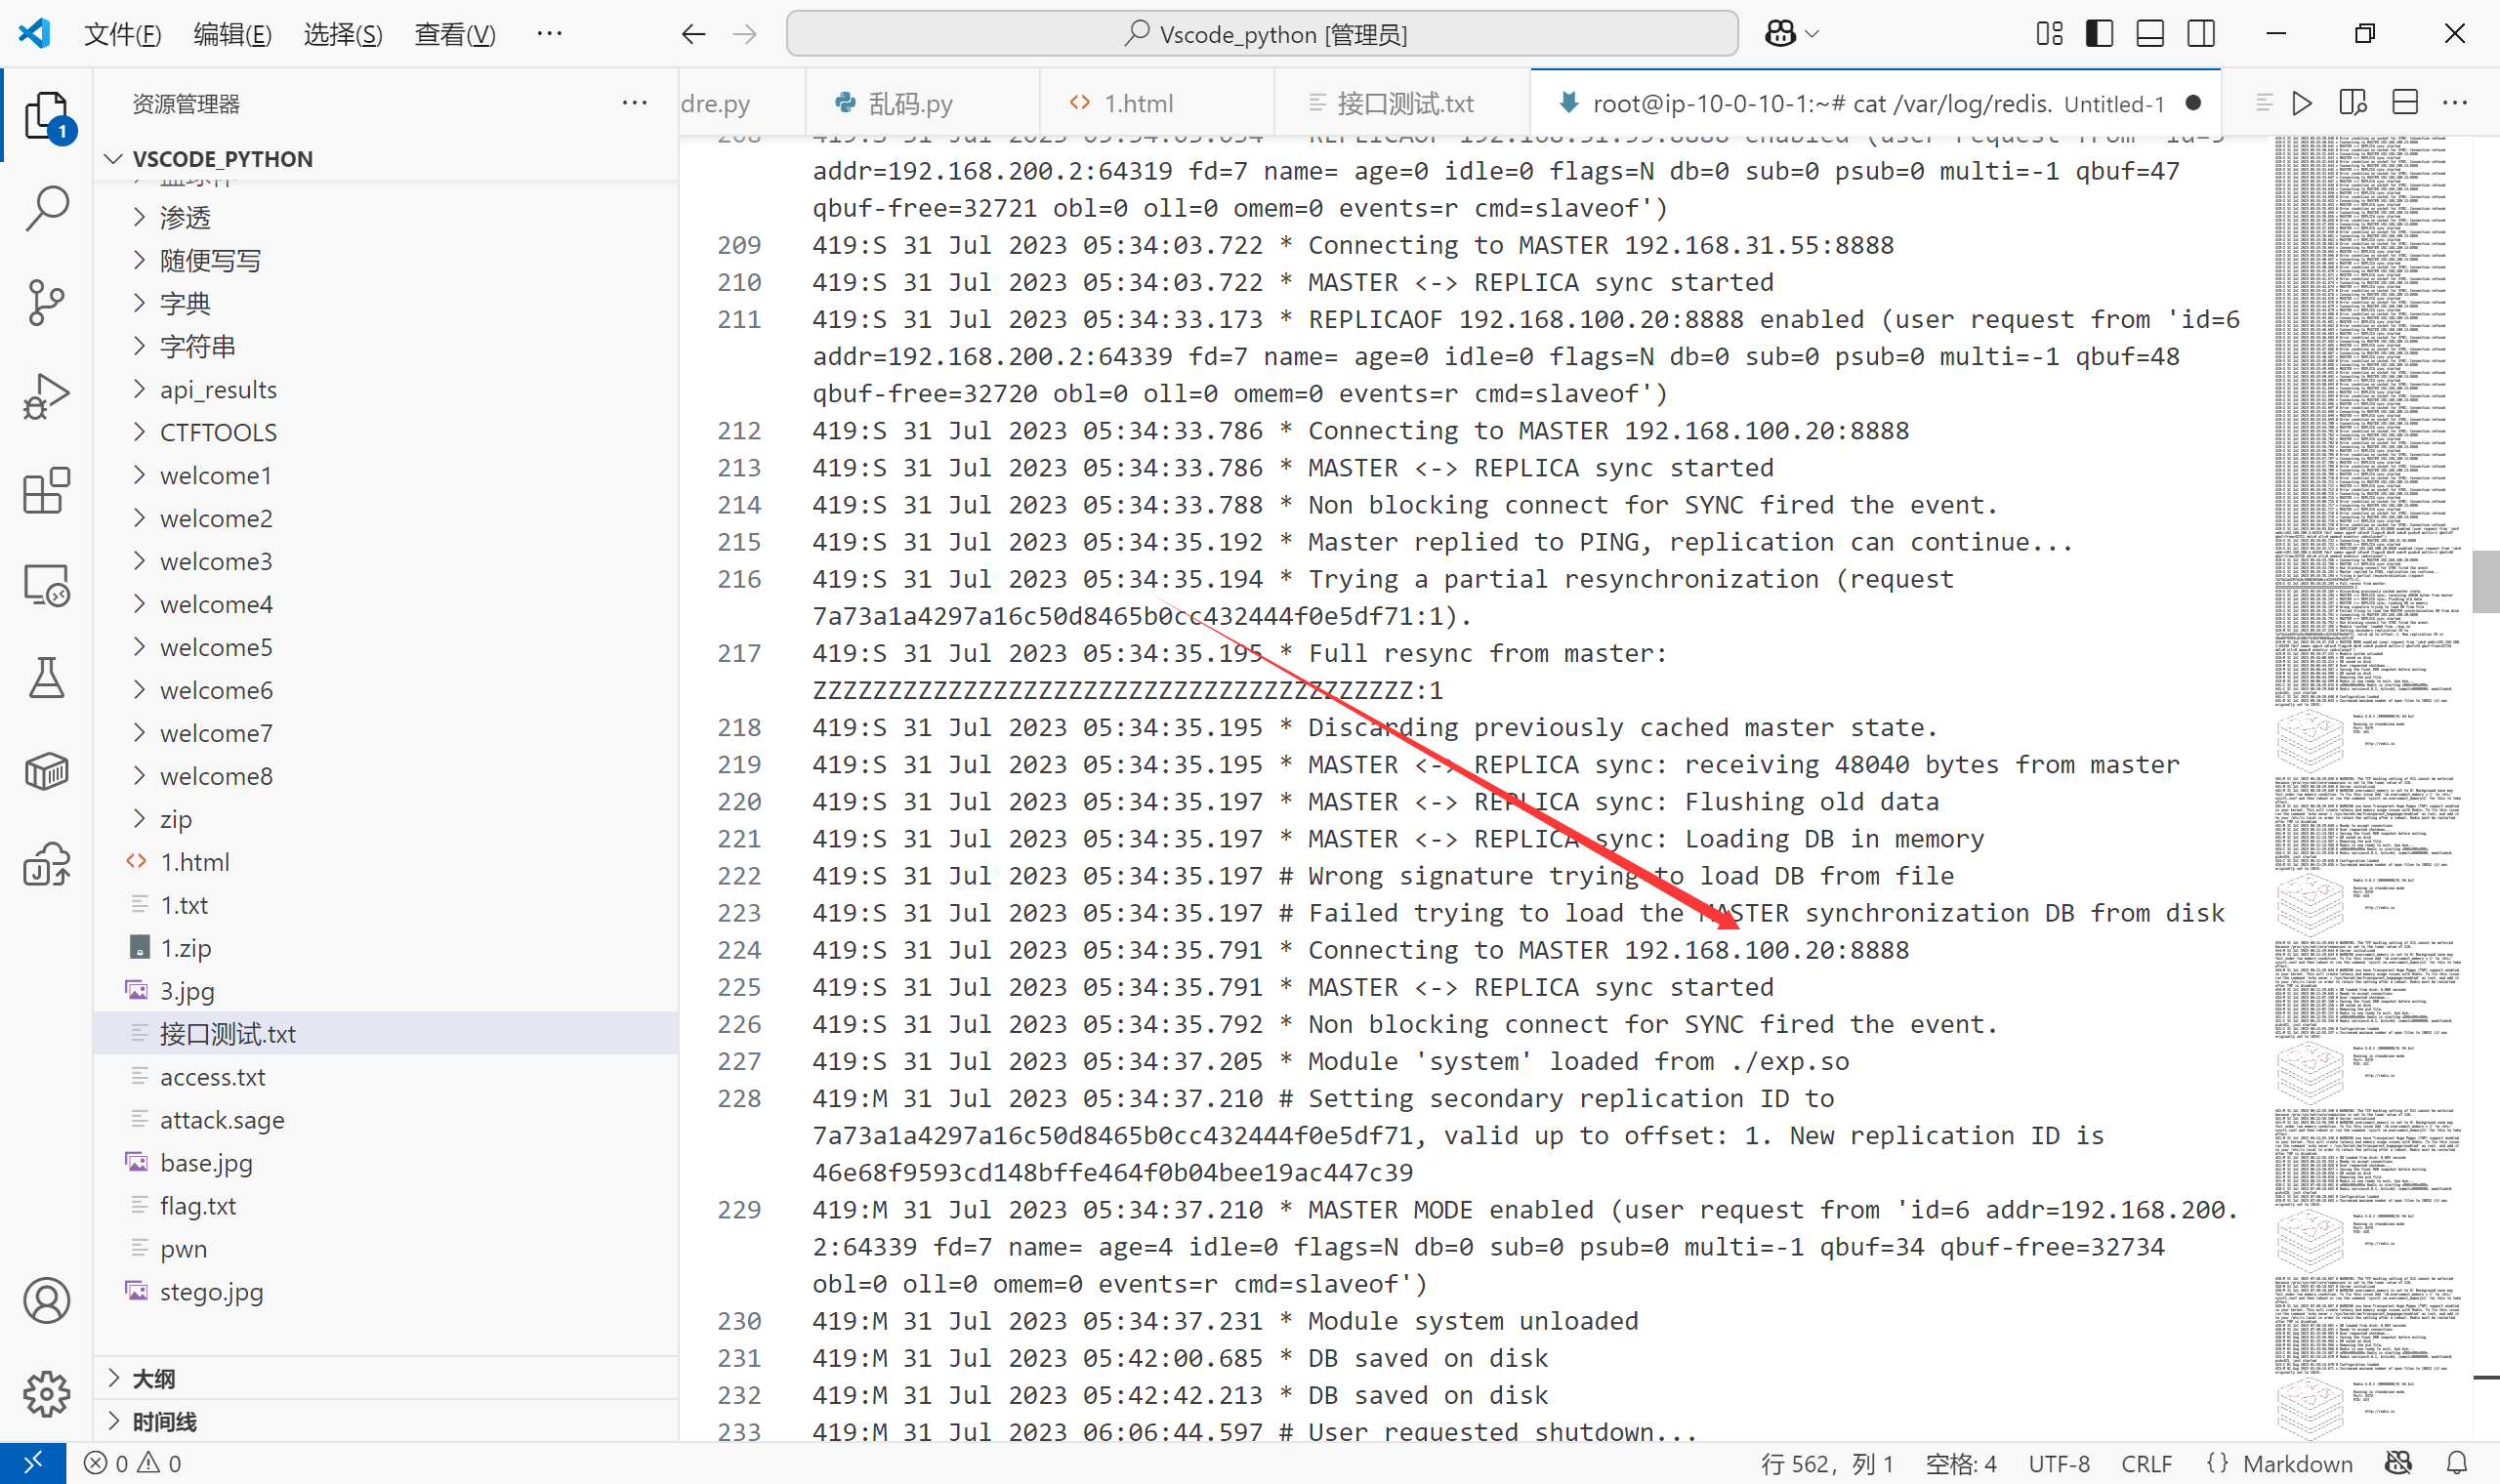 文件(F) 编辑(E) 选择(S) 查看(V) ··· Vscode_python [管理员]
资源管理器 ···
VSCODE_PYTHON
渗透
随便写写
字典
字符串
api_results
CTFTOOLS
welcome1
welcome2
welcome3
welcome4
welcome5
welcome6
welcome7
welcome8
zip
1.html
1.txt
1.zip
3.jpg
接口测试.txt
access.txt
attack.sage
base.jpg
flag.txt
pwn
stego.jpg
大纲
时间线
1
dre.py 乱码.py 1.html 接口测试.txt root@ip-10-0-10-1:~# cat /var/log/redis. Untitled-1
addr=192.168.200.2:64319 fd=7 name= age=0 idle=0 flags=N db=0 sub=0 psub=0 multi=-1 qbuf=47
qbuf-free=32721 obl=0 oll=0 omem=0 events=r cmd=slaveof')
209 419:S 31 Jul 2023 05:34:03.722 * Connecting to MASTER 192.168.31.55:8888
210 419:S 31 Jul 2023 05:34:03.722 * MASTER <-> REPLICA sync started
211 419:S 31 Jul 2023 05:34:33.173 * REPLICAOF 192.168.100.20:8888 enabled (user request from 'id=6
addr=192.168.200.2:64339 fd=7 name= age=0 idle=0 flags=N db=0 sub=0 psub=0 multi=-1 qbuf=48
qbuf-free=32720 obl=0 oll=0 omem=0 events=r cmd=slaveof')
212 419:S 31 Jul 2023 05:34:33.786 * Connecting to MASTER 192.168.100.20:8888
213 419:S 31 Jul 2023 05:34:33.786 * MASTER <-> REPLICA sync started
214 419:S 31 Jul 2023 05:34:33.788 * Non blocking connect for SYNC fired the event.
215 419:S 31 Jul 2023 05:34:35.192 * Master replied to PING, replication can continue...
216 419:S 31 Jul 2023 05:34:35.194 * Trying a partial resynchronization (request
7a73a1a4297a16c50d8465b0cc432444f0e5df71:1).
217 419:S 31 Jul 2023 05:34:35.195 * Full resync from master:
ZZZZZZZZZZZZZZZZZZZZZZZZZZZZZZZZZZZZZZZZ:1
218 419:S 31 Jul 2023 05:34:35.195 * Discarding previously cached master state.
219 419:S 31 Jul 2023 05:34:35.195 * MASTER <-> REPLICA sync: receiving 48040 bytes from master
220 419:S 31 Jul 2023 05:34:35.197 * MASTER <-> REPLICA sync: Flushing old data
221 419:S 31 Jul 2023 05:34:35.197 * MASTER <-> REPLICA sync: Loading DB in memory
222 419:S 31 Jul 2023 05:34:35.197 # Wrong signature trying to load DB from file
223 419:S 31 Jul 2023 05:34:35.197 # Failed trying to load the MASTER synchronization DB from disk
224 419:S 31 Jul 2023 05:34:35.791 * Connecting to MASTER 192.168.100.20:8888
225 419:S 31 Jul 2023 05:34:35.791 * MASTER <-> REPLICA sync started
226 419:S 31 Jul 2023 05:34:35.792 * Non blocking connect for SYNC fired the event.
227 419:S 31 Jul 2023 05:34:37.205 * Module 'system' loaded from ./exp.so
228 419:M 31 Jul 2023 05:34:37.210 # Setting secondary replication ID to
7a73a1a4297a16c50d8465b0cc432444f0e5df71, valid up to offset: 1. New replication ID is
46e68f9593cd148bffe464f0b04bee19ac447c39
229 419:M 31 Jul 2023 05:34:37.210 * MASTER MODE enabled (user request from 'id=6 addr=192.168.200.
2:64339 fd=7 name= age=4 idle=0 flags=N db=0 sub=0 psub=0 multi=-1 qbuf=34 qbuf-free=32734
obl=0 oll=0 omem=0 events=r cmd=slaveof')
230 419:M 31 Jul 2023 05:34:37.231 * Module system unloaded
231 419:M 31 Jul 2023 05:42:00.685 * DB saved on disk
232 419:M 31 Jul 2023 05:42:42.213 * DB saved on disk
233 419:M 31 Jul 2023 06:06:44.597 # User requested shutdown...
0 0 行 562, 列 1 空格: 4 UTF-8 CRLF {} Markdown